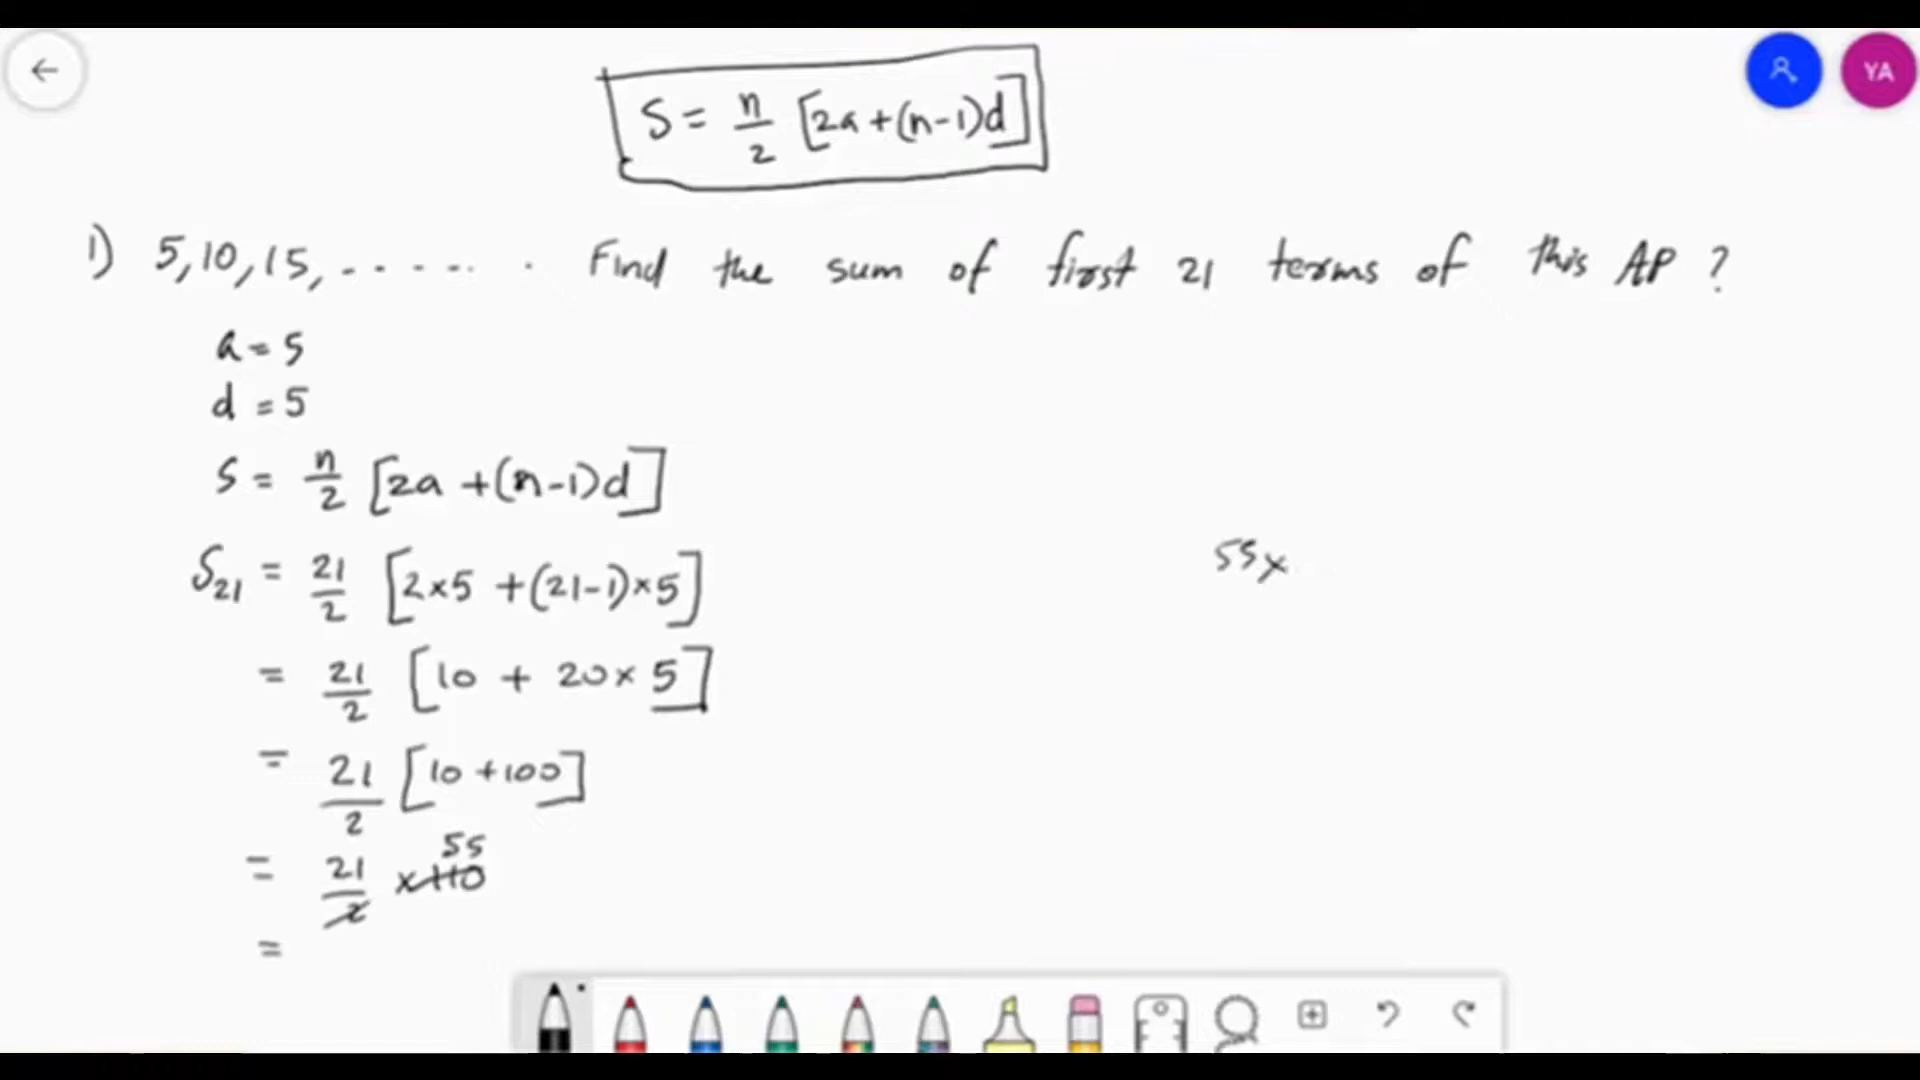 YA
S = n/2 [2a + (n-1)d]
1) 5, 10, 15, - - - - - - . Find the sum of first 21 terms of this AP ?
a = 5
d = 5
S = n/2 [2a + (n-1)d]
S21 = 21/2 [2×5 + (21-1)×5]
55×
= 21/2 [10 + 20× 5]
= 21/2 [10 +100]
55
= 21/2 ×110
=